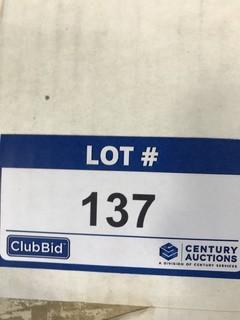 LOT #
137
ClubBid
CENTURY
AUCTIONS
A DIVISION OF CENTURY SERVICES